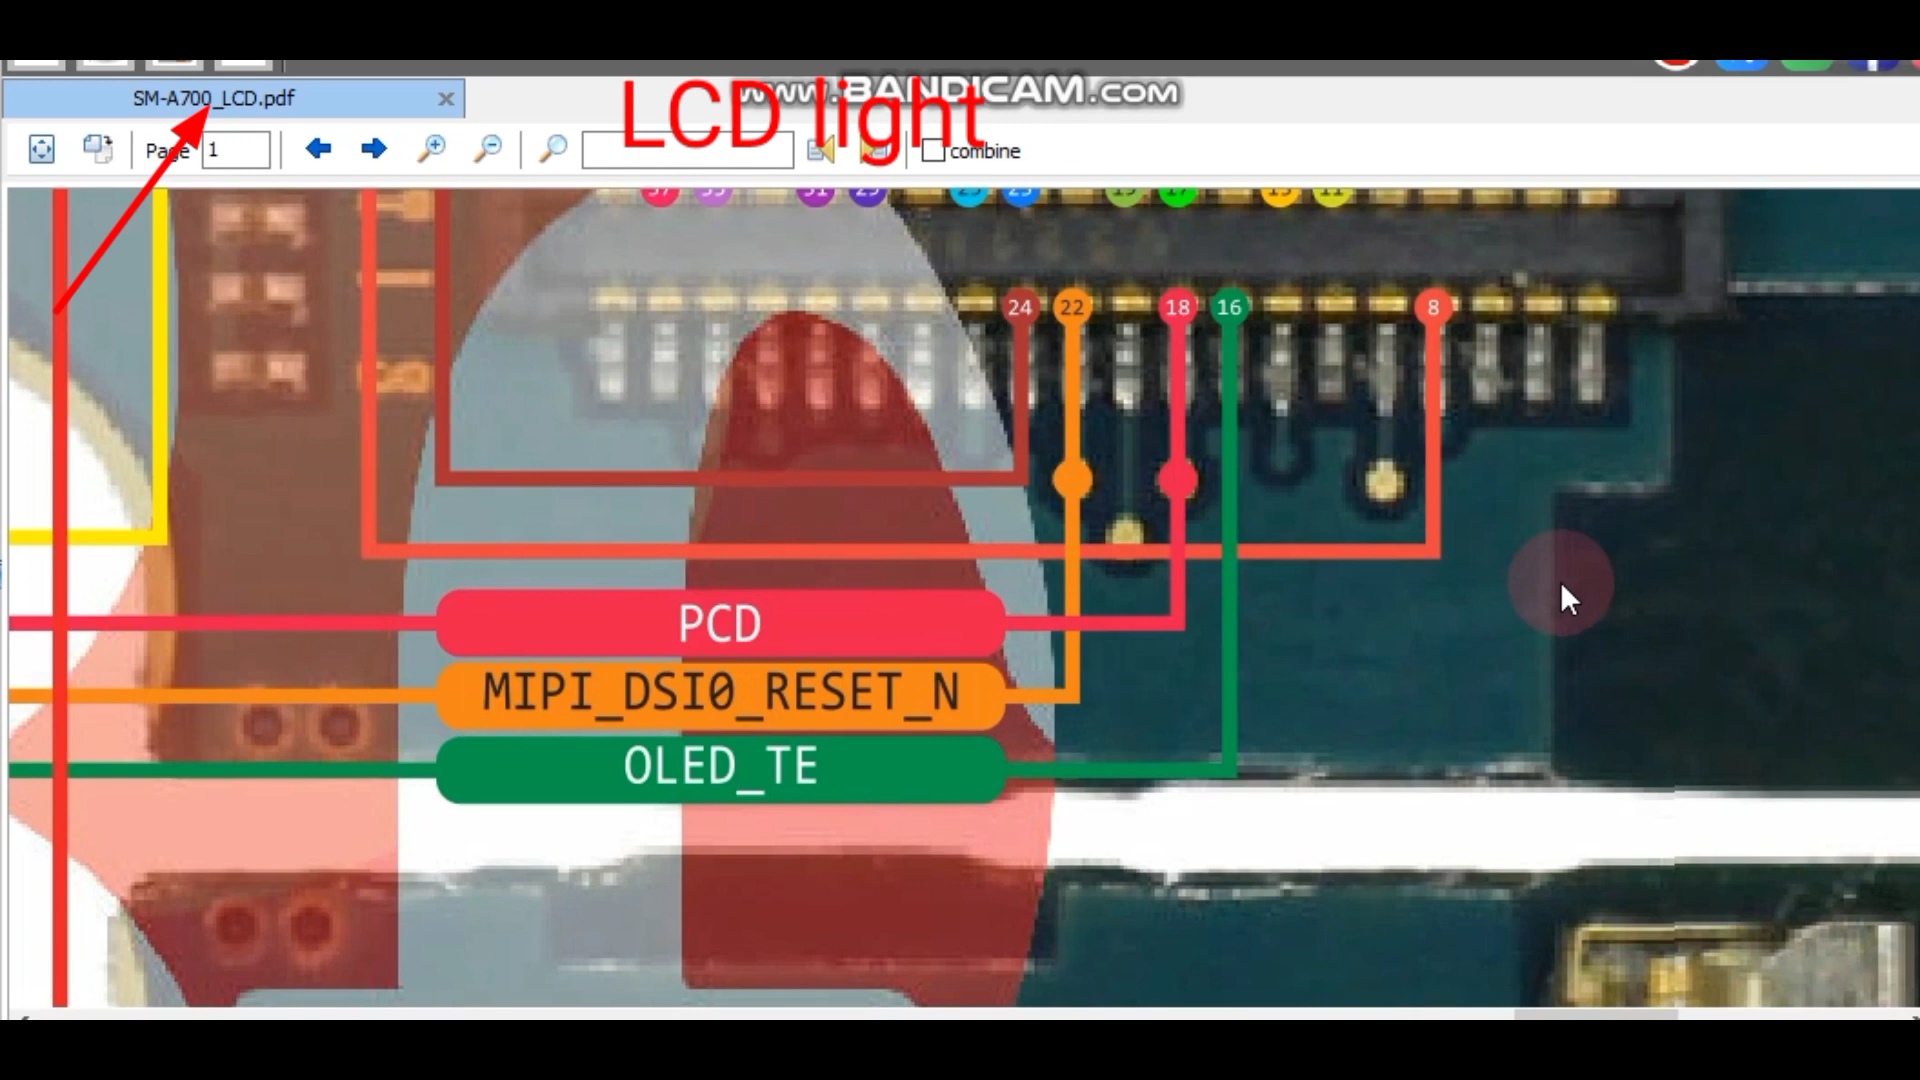 SM-A700_LCD.pdf
www.BANDICAM.COM
LCD light
Page 1
combine
24 22 18 16 8
PCD
MIPI_DSI0_RESET_N
OLED_TE